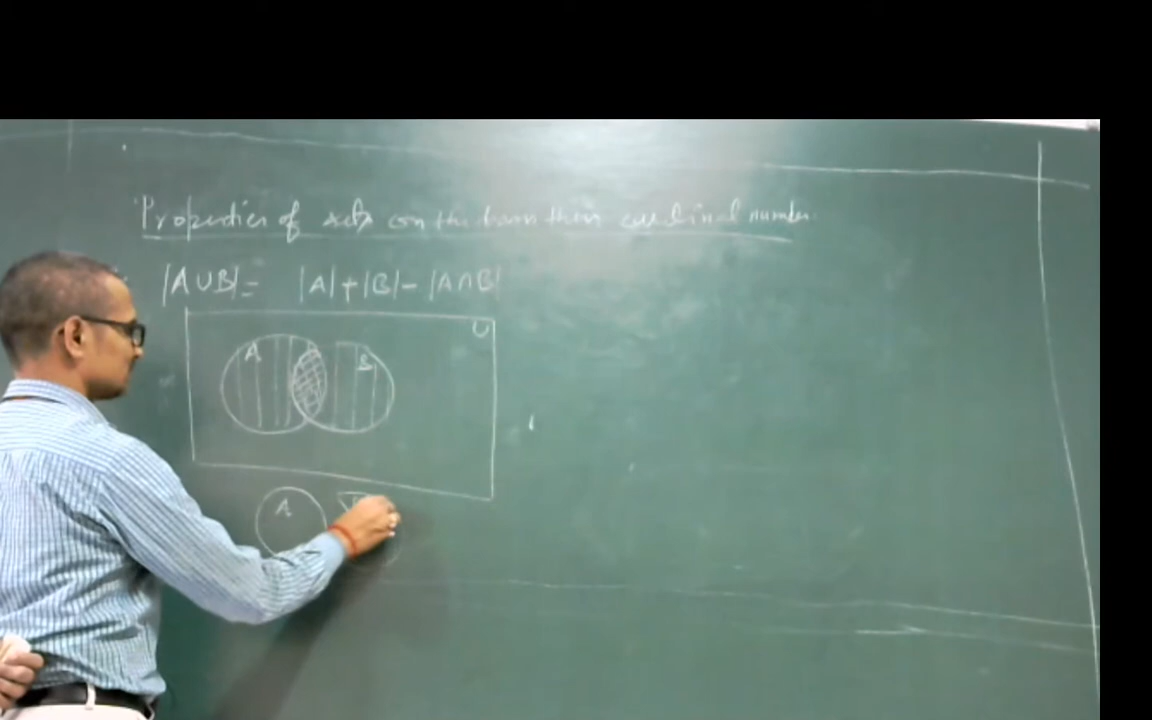 Properties of sets on the basis their cardinal number
|A∪B| = |A|+|B|-|A∩B|
U
A B
A